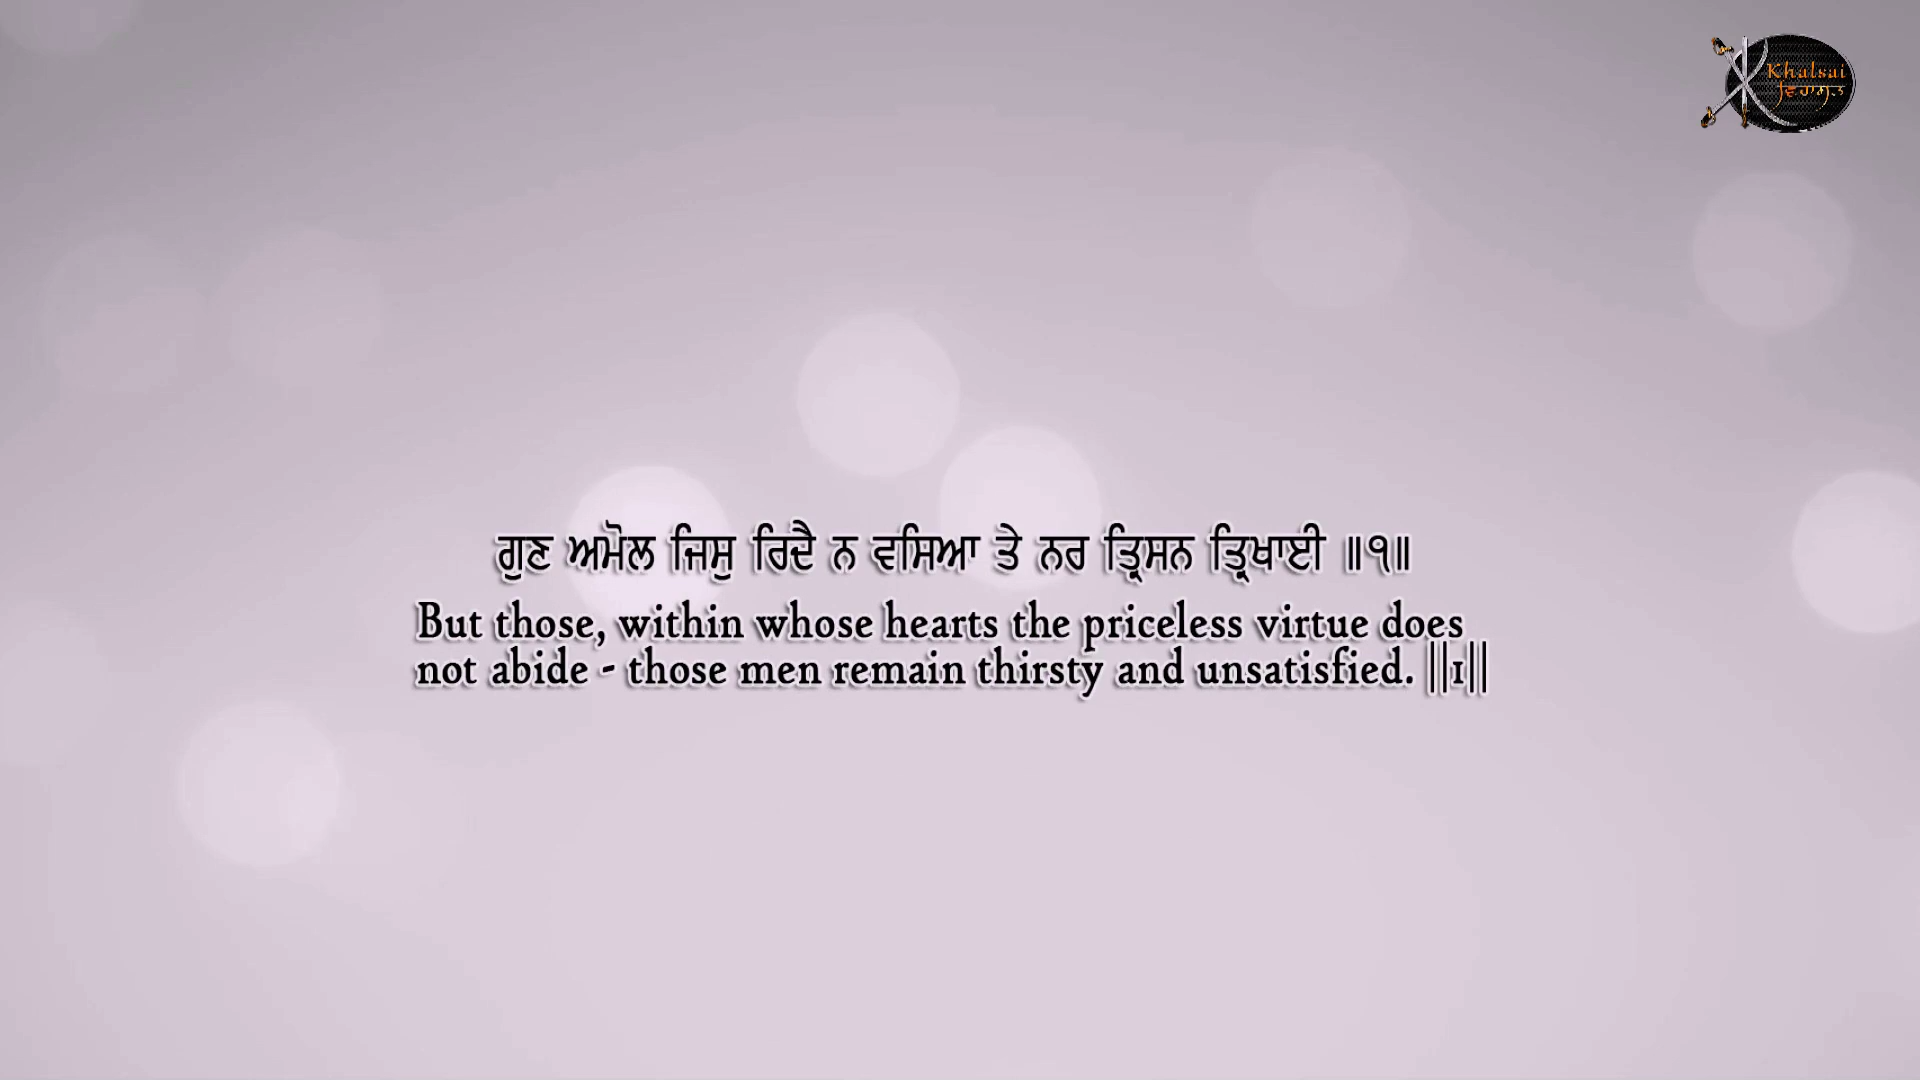 Khalsai
ਵਿਰਾਸਤ
ਗੁਣ ਅਮੋਲ ਜਿਸੁ ਰਿਦੈ ਨ ਵਸਿਆ ਤੇ ਨਰ ਤ੍ਰਿਸਨ ਤ੍ਰਿਖਾਈ ॥੧॥
But those, within whose hearts the priceless virtue does
not abide - those men remain thirsty and unsatisfied. ||1||